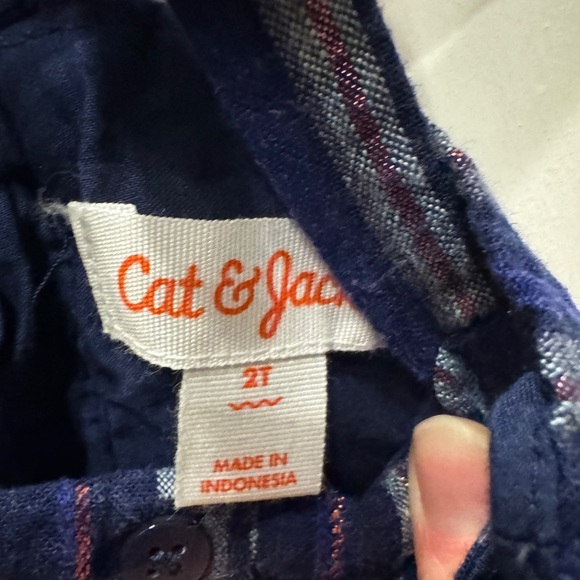 Cat & Jack
2T
MADE IN
INDONESIA